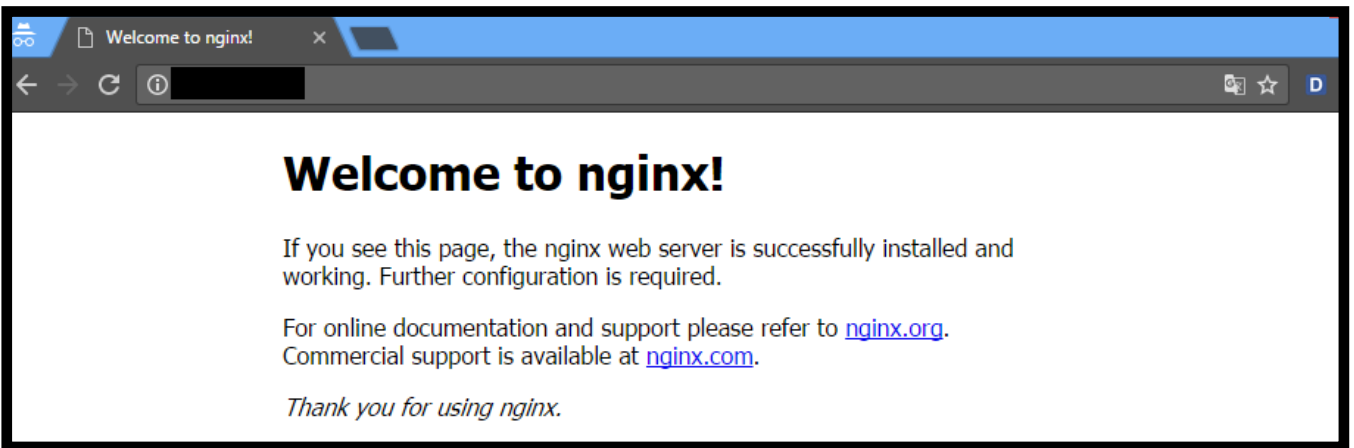 Welcome to nginx!
D
Welcome to nginx!
If you see this page, the nginx web server is successfully installed and
working. Further configuration is required.
For online documentation and support please refer to nginx.org.
Commercial support is available at nginx.com.
Thank you for using nginx.